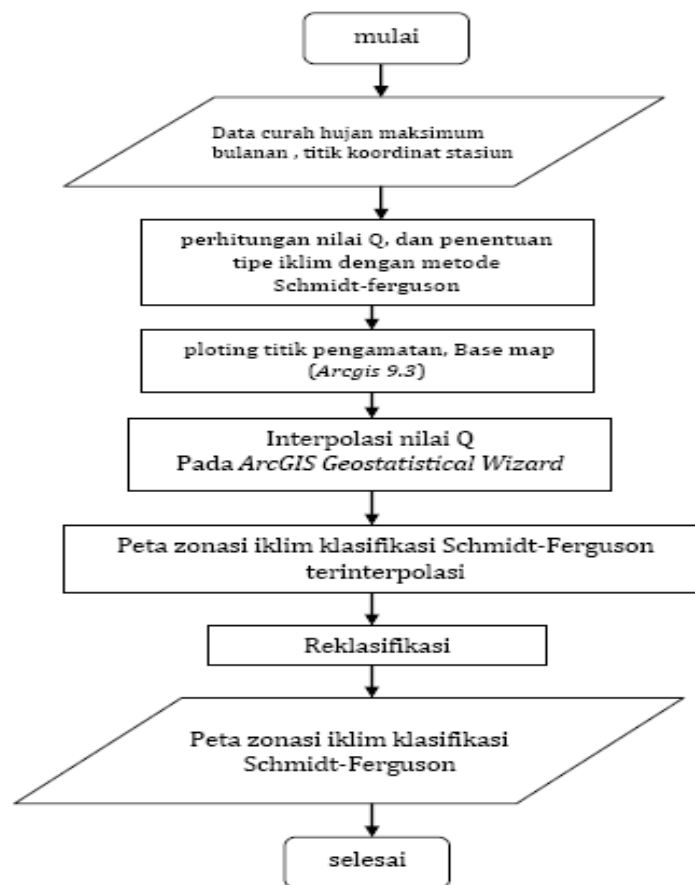 mulai
Data curah hujan maksimum
bulanan , titik koordinat stasiun
perhitungan nilai Q, dan penentuan
tipe iklim dengan metode
Schmidt-ferguson
ploting titik pengamatan, Base map
(Arcgis 9.3)
Interpolasi nilai Q
Pada ArcGIS Geostatistical Wizard
Peta zonasi iklim klasifikasi Schmidt-Ferguson
terinterpolasi
Reklasifikasi
Peta zonasi iklim klasifikasi
Schmidt-Ferguson
selesai